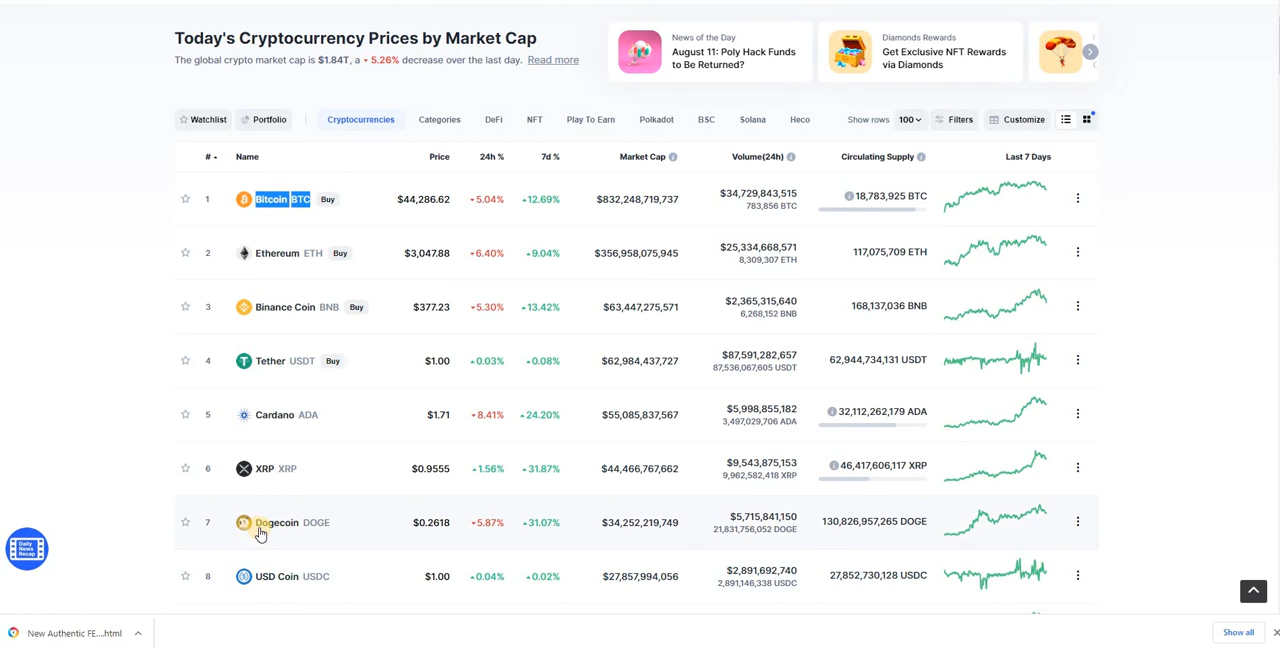 Today's Cryptocurrency Prices by Market Cap
The global crypto market cap is $1.84T, a 5.26% decrease over the last day. Read more
News of the Day
August 11: Poly Hack Funds
to Be Returned?
Diamonds Rewards
Get Exclusive NFT Rewards
via Diamonds
Watchlist Portfolio Cryptocurrencies Categories DeFi NFT Play To Earn Polkadot BSC Solana Heco Show rows 100 Filters Customize
# Name Price 24h % 7d % Market Cap Volume(24h) Circulating Supply Last 7 Days
1 Bitcoin BTC Buy $44,286.62 5.04% 12.69% $832,248,719,737 $34,729,843,515 18,783,925 BTC
783,856 BTC
2 Ethereum ETH Buy $3,047.88 6.40% 9.04% $356,958,075,945 $25,334,668,571 117,075,709 ETH
8,309,307 ETH
3 Binance Coin BNB Buy $377.23 5.30% 13.42% $63,447,275,571 $2,365,315,640 168,137,036 BNB
6,268,152 BNB
4 Tether USDT Buy $1.00 0.03% 0.08% $62,984,437,727 $87,591,282,657 62,944,734,131 USDT
87,536,067,605 USDT
5 Cardano ADA $1.71 8.41% 24.20% $55,085,837,567 $5,998,855,182 32,112,262,179 ADA
3,497,029,706 ADA
6 XRP XRP $0.9555 1.56% 31.87% $44,466,767,662 $9,543,875,153 46,417,606,117 XRP
9,962,582,418 XRP
7 Dogecoin DOGE $0.2618 5.87% 31.07% $34,252,219,749 $5,715,841,150 130,826,957,265 DOGE
21,831,756,052 DOGE
8 USD Coin USDC $1.00 0.04% 0.02% $27,857,994,056 $2,891,692,740 27,852,730,128 USDC
2,891,146,338 USDC
Daily
News
Recap
New Authentic FE....html Show all